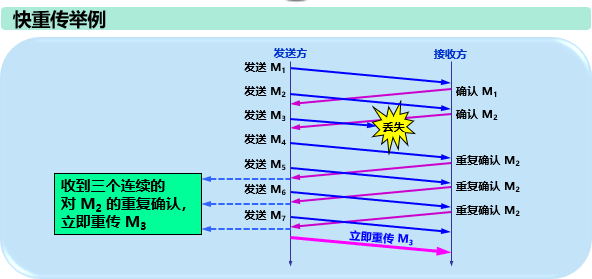 快重传举例
发送方
接收方
发送 M1
确认 M1
发送 M2
确认 M2
发送 M3
丢失
发送 M4
重复确认 M2
发送 M5
收到三个连续的
对 M2 的重复确认，
立即重传 M3
重复确认 M2
发送 M6
重复确认 M2
发送 M7
立即重传 M3